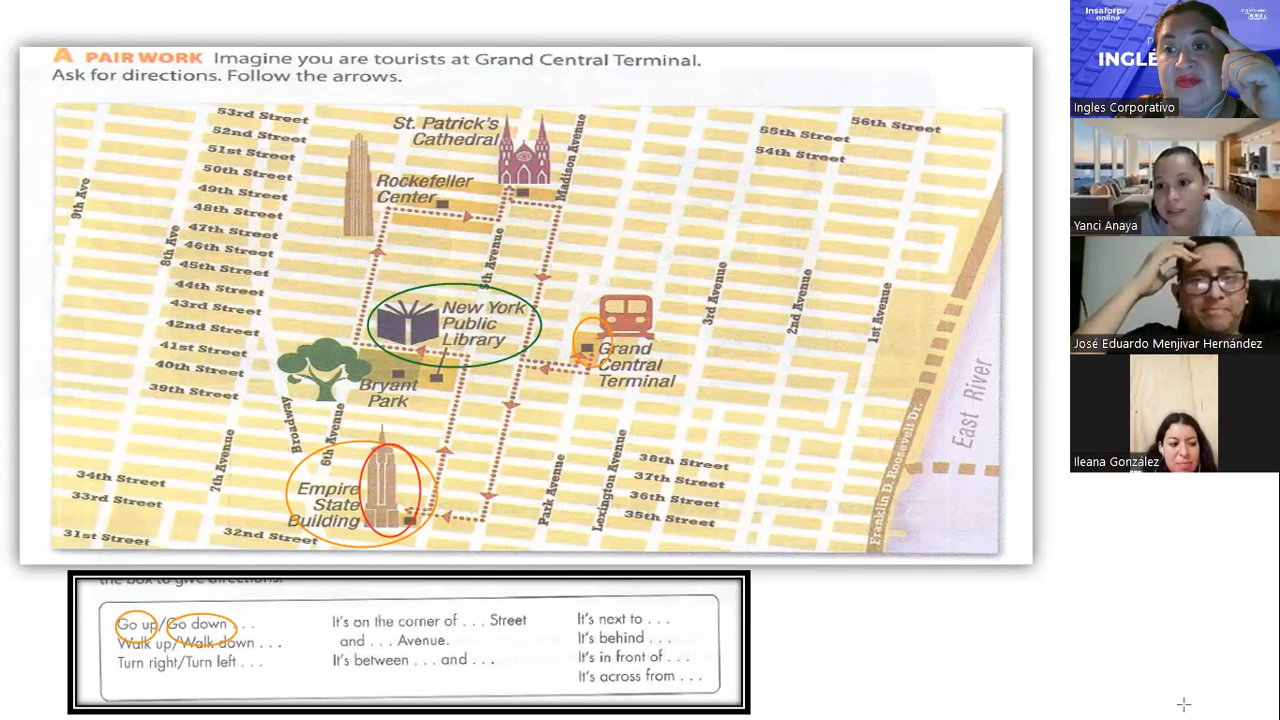 A PAIR WORK Imagine you are tourists at Grand Central Terminal.
Ask for directions. Follow the arrows.
53rd Street
52nd Street
51st Street
50th Street
49th Street
48th Street
47th Street
46th Street
45th Street
44th Street
43rd Street
42nd Street
41st Street
40th Street
39th Street
34th Street
33rd Street
31st Street
32nd Street
9th Ave
8th Ave
7th Avenue
Broadway
6th Avenue
5th Avenue
Madison Avenue
Park Avenue
Lexington Avenue
3rd Avenue
2nd Avenue
1st Avenue
56th Street
55th Street
54th Street
38th Street
37th Street
36th Street
35th Street
Franklin D. Roosevelt Dr.
East River
St. Patrick's
Cathedral
Rockefeller
Center
New York
Public
Library
Grand
Central
Terminal
Bryant
Park
Empire
State
Building
the box to give directions.
Go up/Go down . . .
Walk up/Walk down . . .
Turn right/Turn left . . .
It's on the corner of . . . Street
and . . . Avenue.
It's between . . . and . . .
It's next to . . .
It's behind . . .
It's in front of . . .
It's across from . . .
Insaforp
online
INGLÉ
Ingles Corporativo
Yanci Anaya
José Eduardo Menjivar Hernández
Ileana González